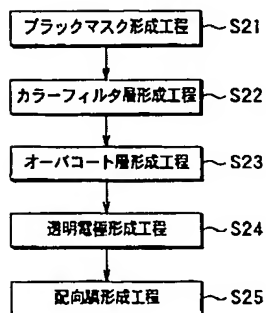 ブラックマスク形成工程 S21
カラーフィルタ層形成工程 S22
オーバコート層形成工程 S23
透明電極形成工程 S24
配向膜形成工程 S25